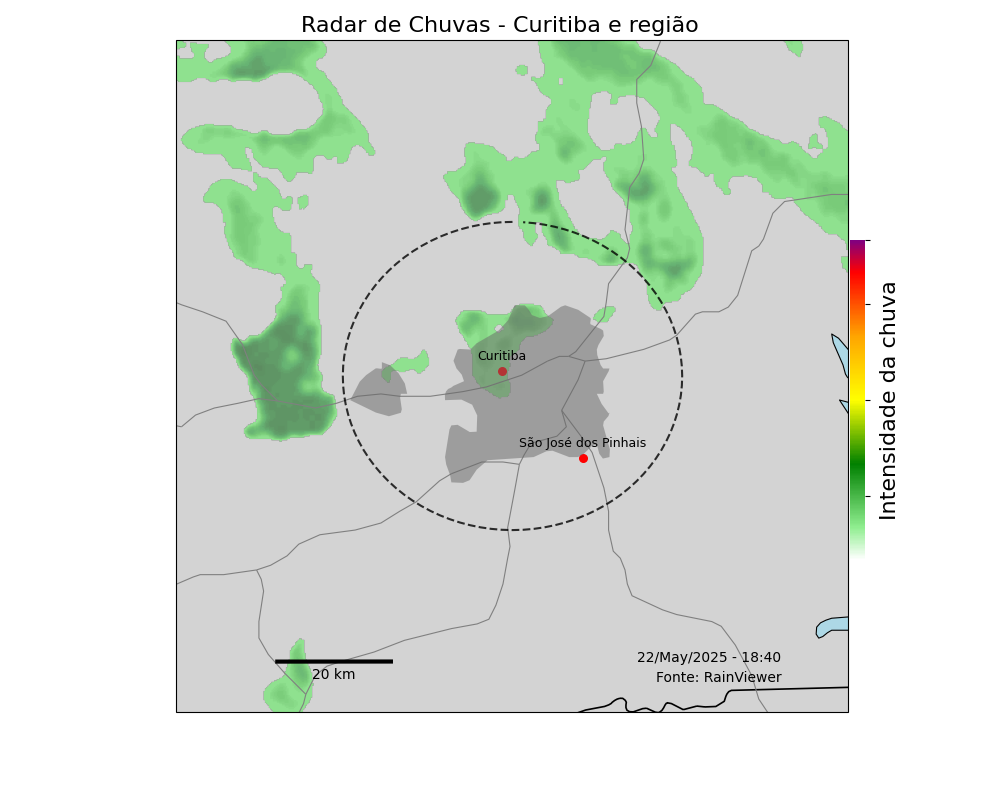 Radar de Chuvas - Curitiba e região
Curitiba
São José dos Pinhais
Intensidade da chuva
20 km
22/May/2025 - 18:40
Fonte: RainViewer